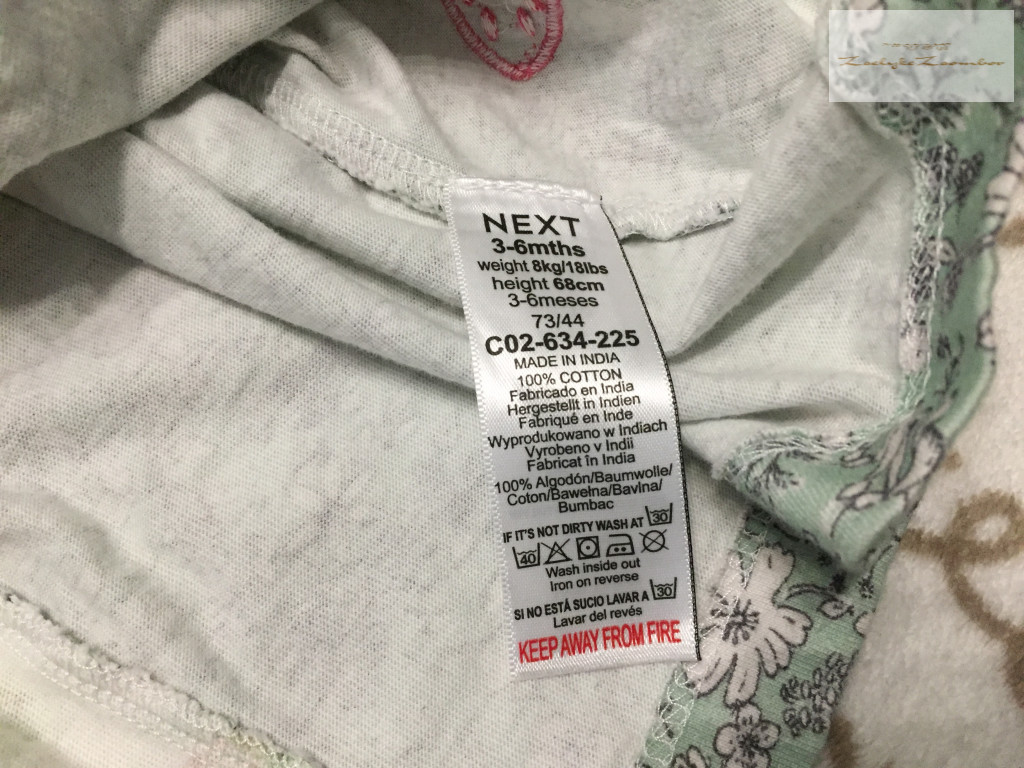 NEXT
3-6mths
weight 8kg/18lbs
height 68cm
3-6meses
73/44
C02-634-225
MADE IN INDIA
100% COTTON
Fabricado en India
Hergestellt in Indien
Fabriqué en Inde
Wyprodukowano w Indiach
Vyrobeno v Indii
Fabricat în India
100% Algodón/Baumwolle/
Coton/Bawełna/Bavlna/
Bumbac
IF IT'S NOT DIRTY WASH AT 30
40
Wash inside out
Iron on reverse
SI NO ESTÁ SUCIO LAVAR A 30
Lavar del revés
KEEP AWAY FROM FIRE